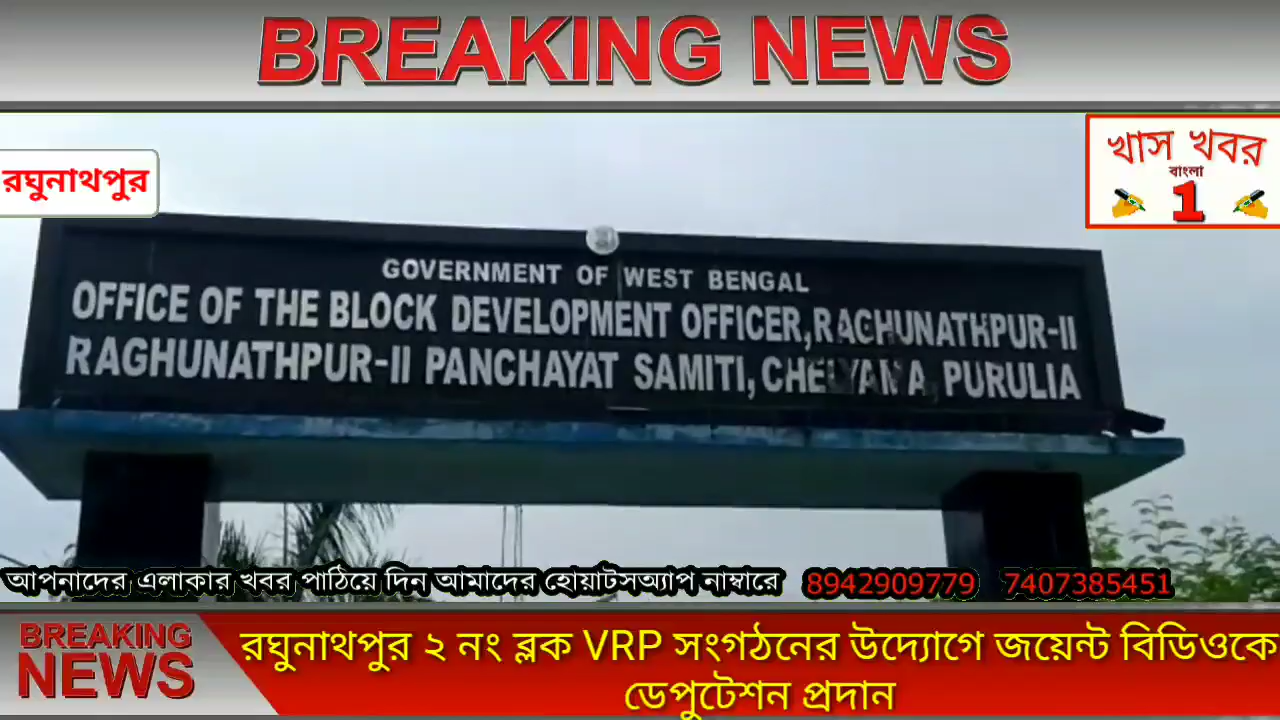 BREAKING NEWS
রঘুনাথপুর
খাস খবর
বাংলা
1
GOVERNMENT OF WEST BENGAL
OFFICE OF THE BLOCK DEVELOPMENT OFFICER, RAGHUNATHPUR-II
RAGHUNATHPUR-II PANCHAYAT SAMITI, CHELYAMA, PURULIA
আপনাদের এলাকার খবর পাঠিয়ে দিন আমাদের হোয়াটসঅ্যাপ নাম্বারে 8942909779 7407385451
BREAKING
NEWS
রঘুনাথপুর ২ নং ব্লক VRP সংগঠনের উদ্যোগে জয়েন্ট বিডিওকে
ডেপুটেশন প্রদান